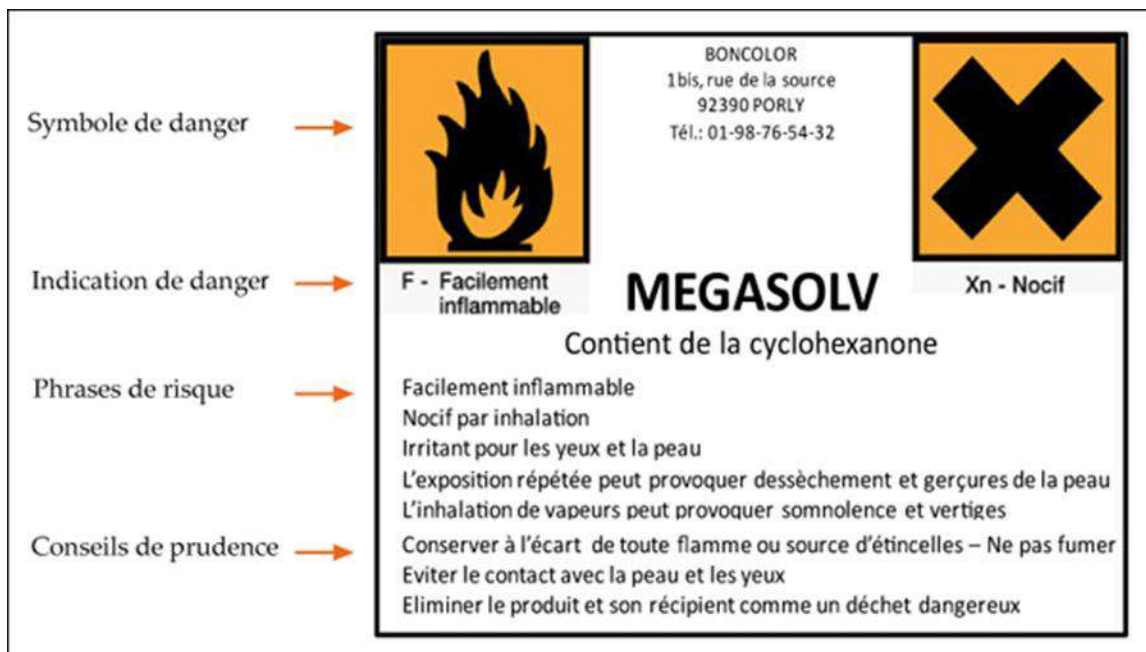 Symbole de danger
BONCOLOR
1bis, rue de la source
92390 PORLY
Tél.: 01-98-76-54-32
Indication de danger
F - Facilement
inflammable
MEGASOLV
Xn - Nocif
Contient de la cyclohexanone
Phrases de risque
Facilement inflammable
Nocif par inhalation
Irritant pour les yeux et la peau
L'exposition répétée peut provoquer dessèchement et gerçures de la peau
L'inhalation de vapeurs peut provoquer somnolence et vertiges
Conseils de prudence
Conserver à l'écart de toute flamme ou source d'étincelles – Ne pas fumer
Eviter le contact avec la peau et les yeux
Eliminer le produit et son récipient comme un déchet dangereux